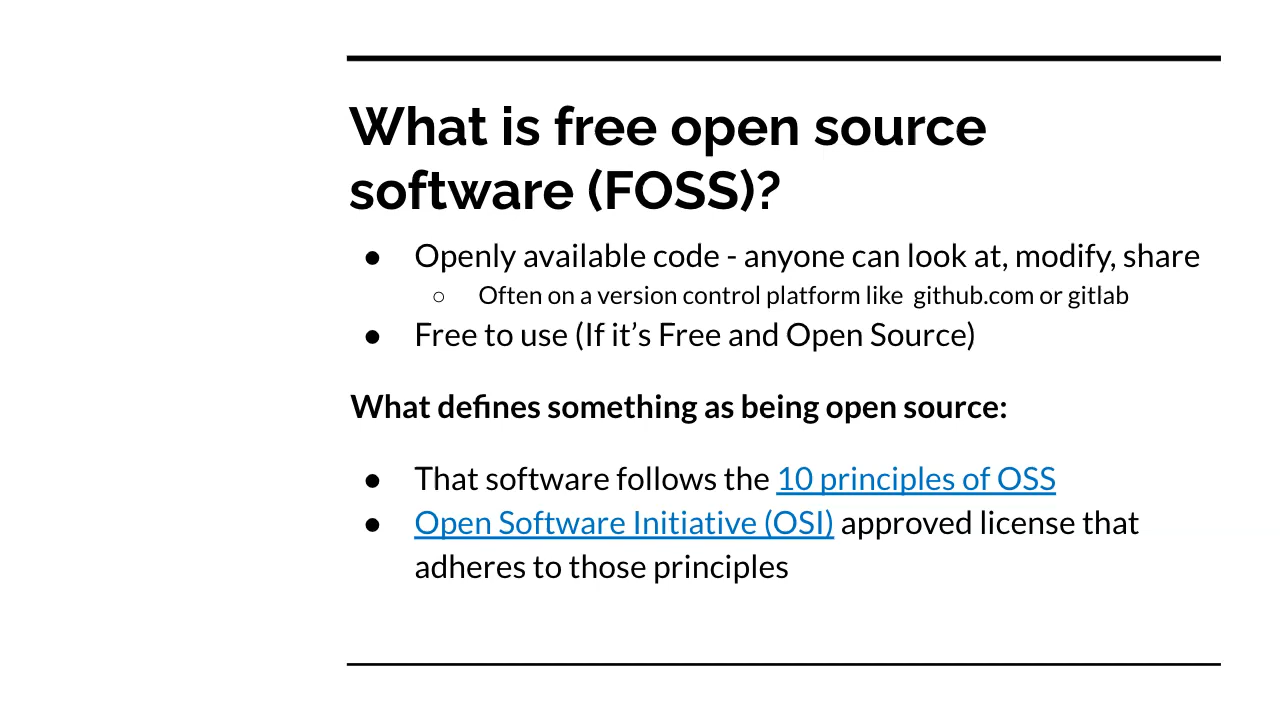 What is free open source
software (FOSS)?
● Openly available code - anyone can look at, modify, share
○ Often on a version control platform like  github.com or gitlab
● Free to use (If it’s Free and Open Source)
What defines something as being open source:
● That software follows the 10 principles of OSS
● Open Software Initiative (OSI) approved license that
adheres to those principles